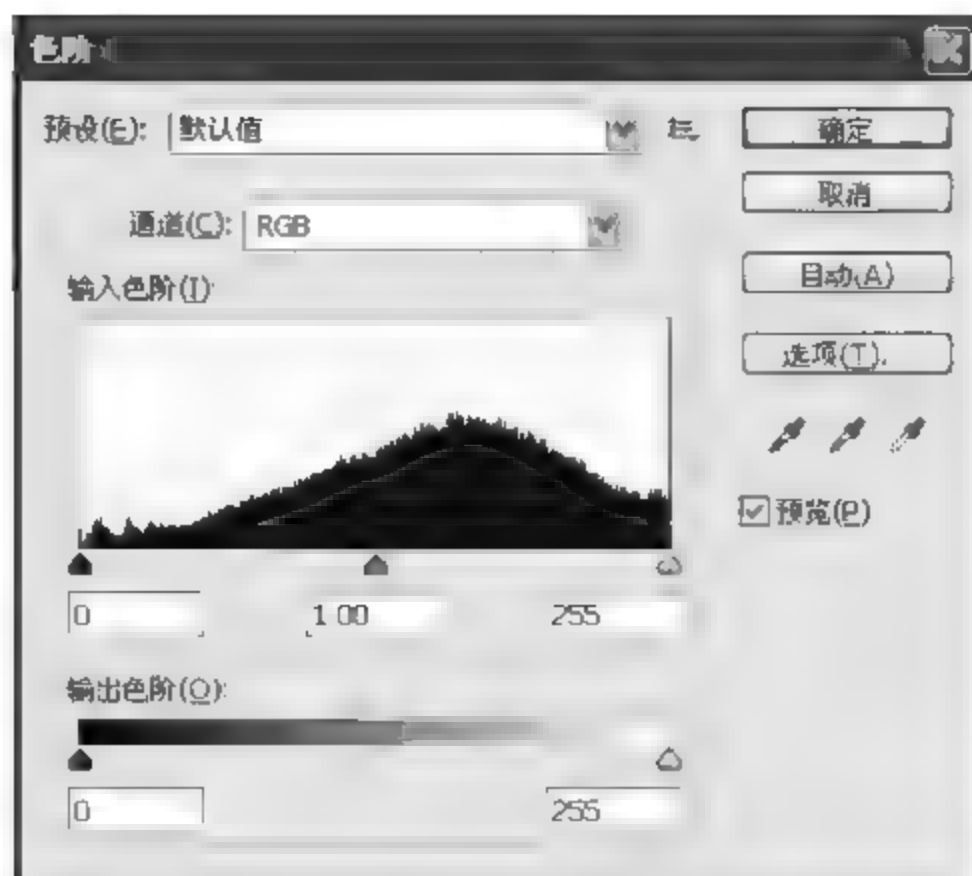 色阶
预设(E): 默认值
确定
取消
通道(C): RGB
自动(A)
输入色阶(I):
选项(T)...
预览(P)
0 1.00 255
输出色阶(O):
0 255